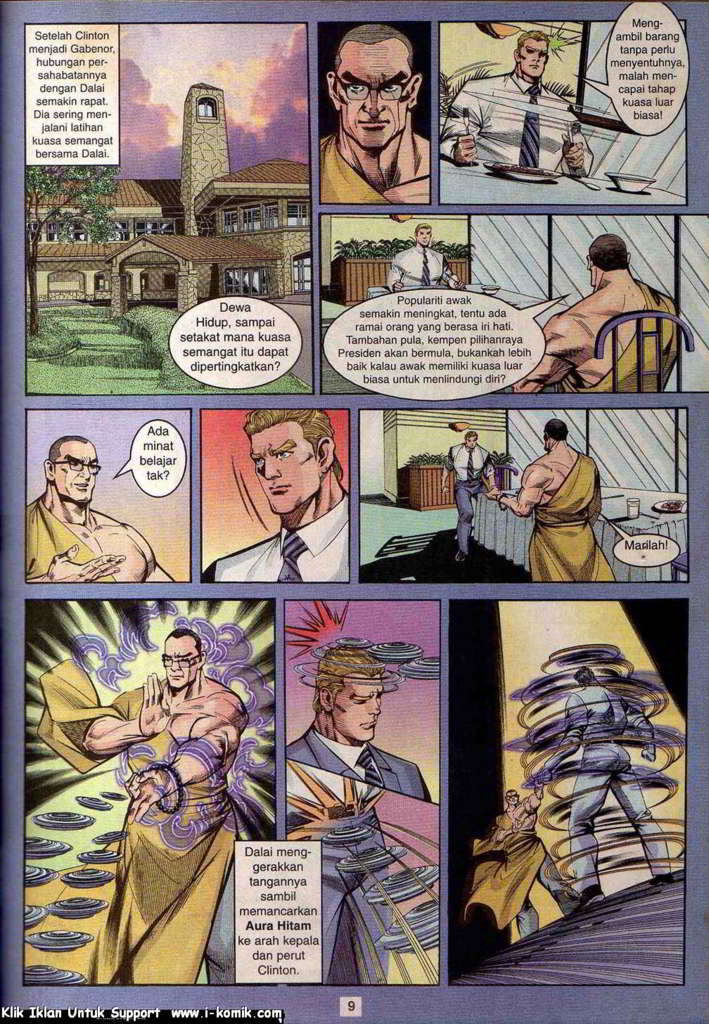 Setelah Clinton
menjadi Gabenor,
hubungan per-
sahabatannya
dengan Dalai
semakin rapat.
Dia sering men-
jalani latihan
kuasa semangat
bersama Dalai.
Meng-
ambil barang
tanpa perlu
menyentuhnya,
malah men-
capai tahap
kuasa luar
biasa!
Dewa
Hidup, sampai
setakat mana kuasa
semangat itu dapat
dipertingkatkan?
Populariti awak
semakin meningkat, tentu ada
ramai orang yang berasa iri hati.
Tambahan pula, kempen pilihanraya
Presiden akan bermula, bukankah lebih
baik kalau awak memiliki kuasa luar
biasa untuk menlindungi diri?
Ada
minat
belajar
tak?
Marilah!
Dalai meng-
gerakkan
tangannya
sambil
memancarkan
Aura Hitam
ke arah kepala
dan perut
Clinton.
9
Klik Iklan Untuk Support www.i-komik.com